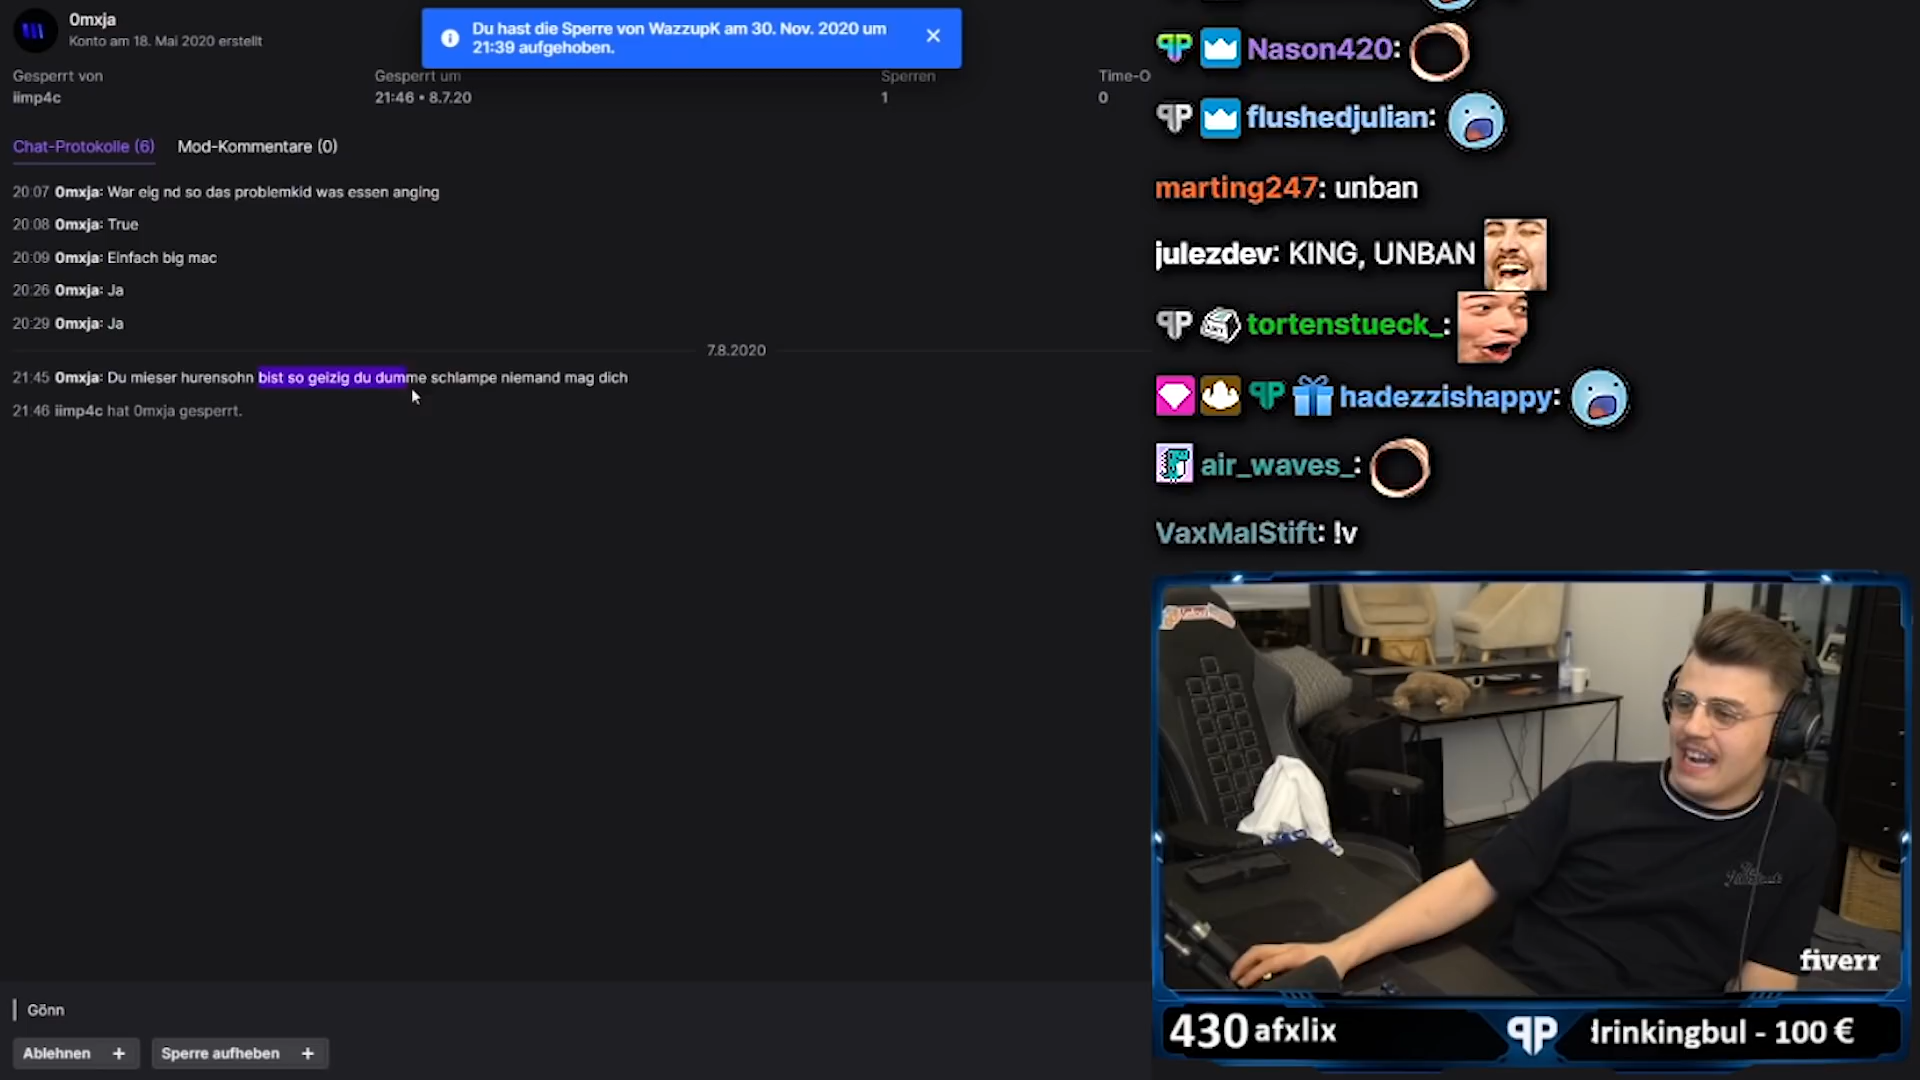 0mxja
Konto am 18. Mai 2020 erstellt
Du hast die Sperre von WazzupK am 30. Nov. 2020 um
21:39 aufgehoben.
Gesperrt von
iimp4c
Gesperrt um
21:46 • 8.7.20
Sperren
1
Time-O
0
Chat-Protokolle (6)
Mod-Kommentare (0)
20:07 0mxja: War eig nd so das problemkid was essen anging
20:08 0mxja: True
20:09 0mxja: Einfach big mac
20:26 0mxja: Ja
20:29 0mxja: Ja
7.8.2020
21:45 0mxja: Du mieser hurensohn bist so geizig du dumme schlampe niemand mag dich
21:46 iimp4c hat 0mxja gesperrt.
Gönn
Ablehnen +
Sperre aufheben +
Nason420:
flushedjulian:
marting247: unban
julezdev: KING, UNBAN
tortenstueck_:
hadezzishappy:
air_waves_:
VaxMalStift: !v
fiverr
430 afxlix
drinkingbul - 100 €